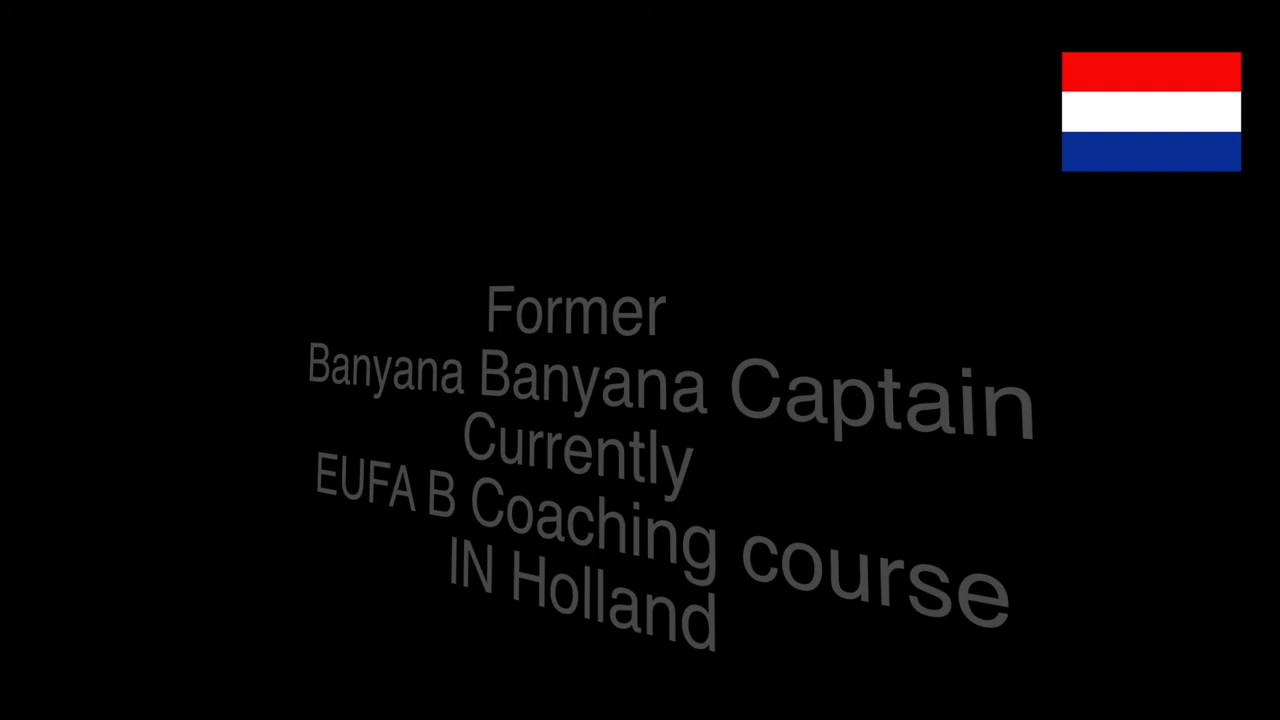 Former
Banyana Banyana Captain
Currently
EUFA B Coaching course
IN Holland